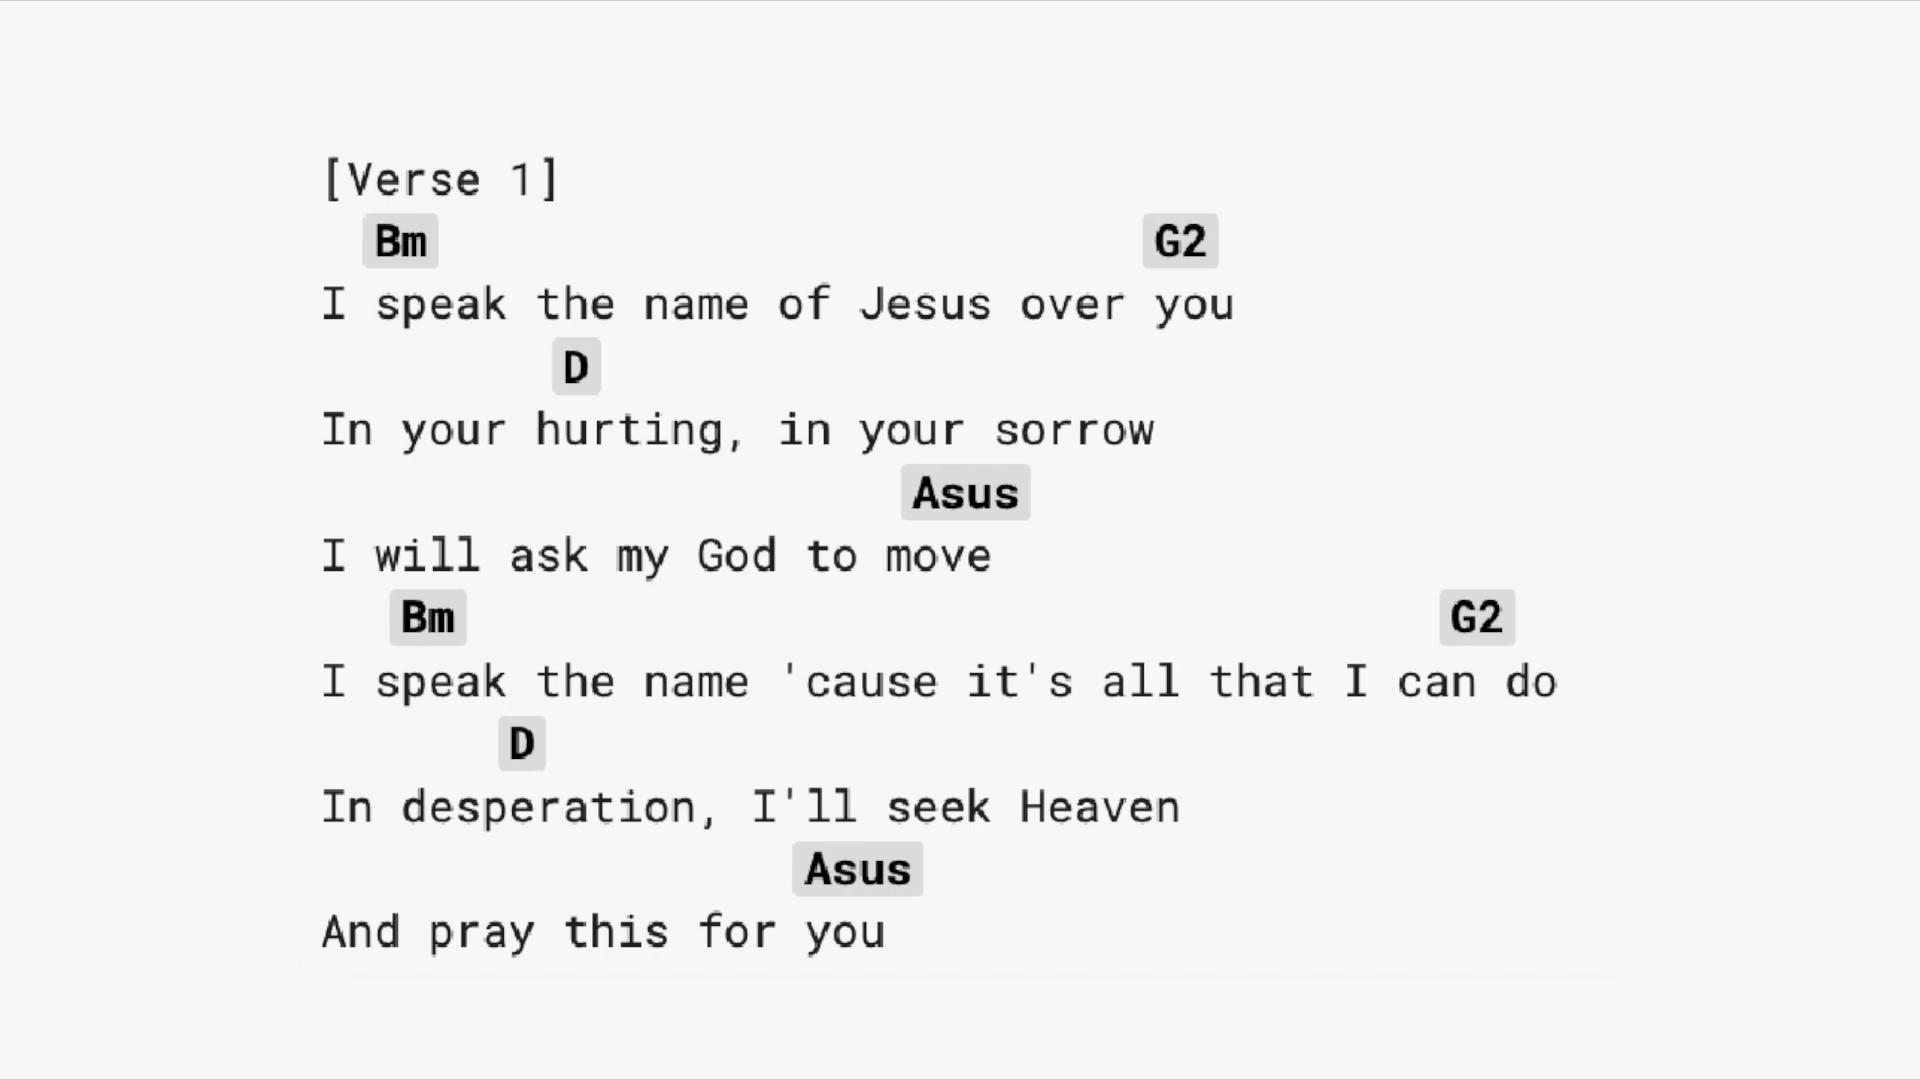 [Verse 1]
Bm G2
I speak the name of Jesus over you
D
In your hurting, in your sorrow
Asus
I will ask my God to move
Bm G2
I speak the name 'cause it's all that I can do
D
In desperation, I'll seek Heaven
Asus
And pray this for you